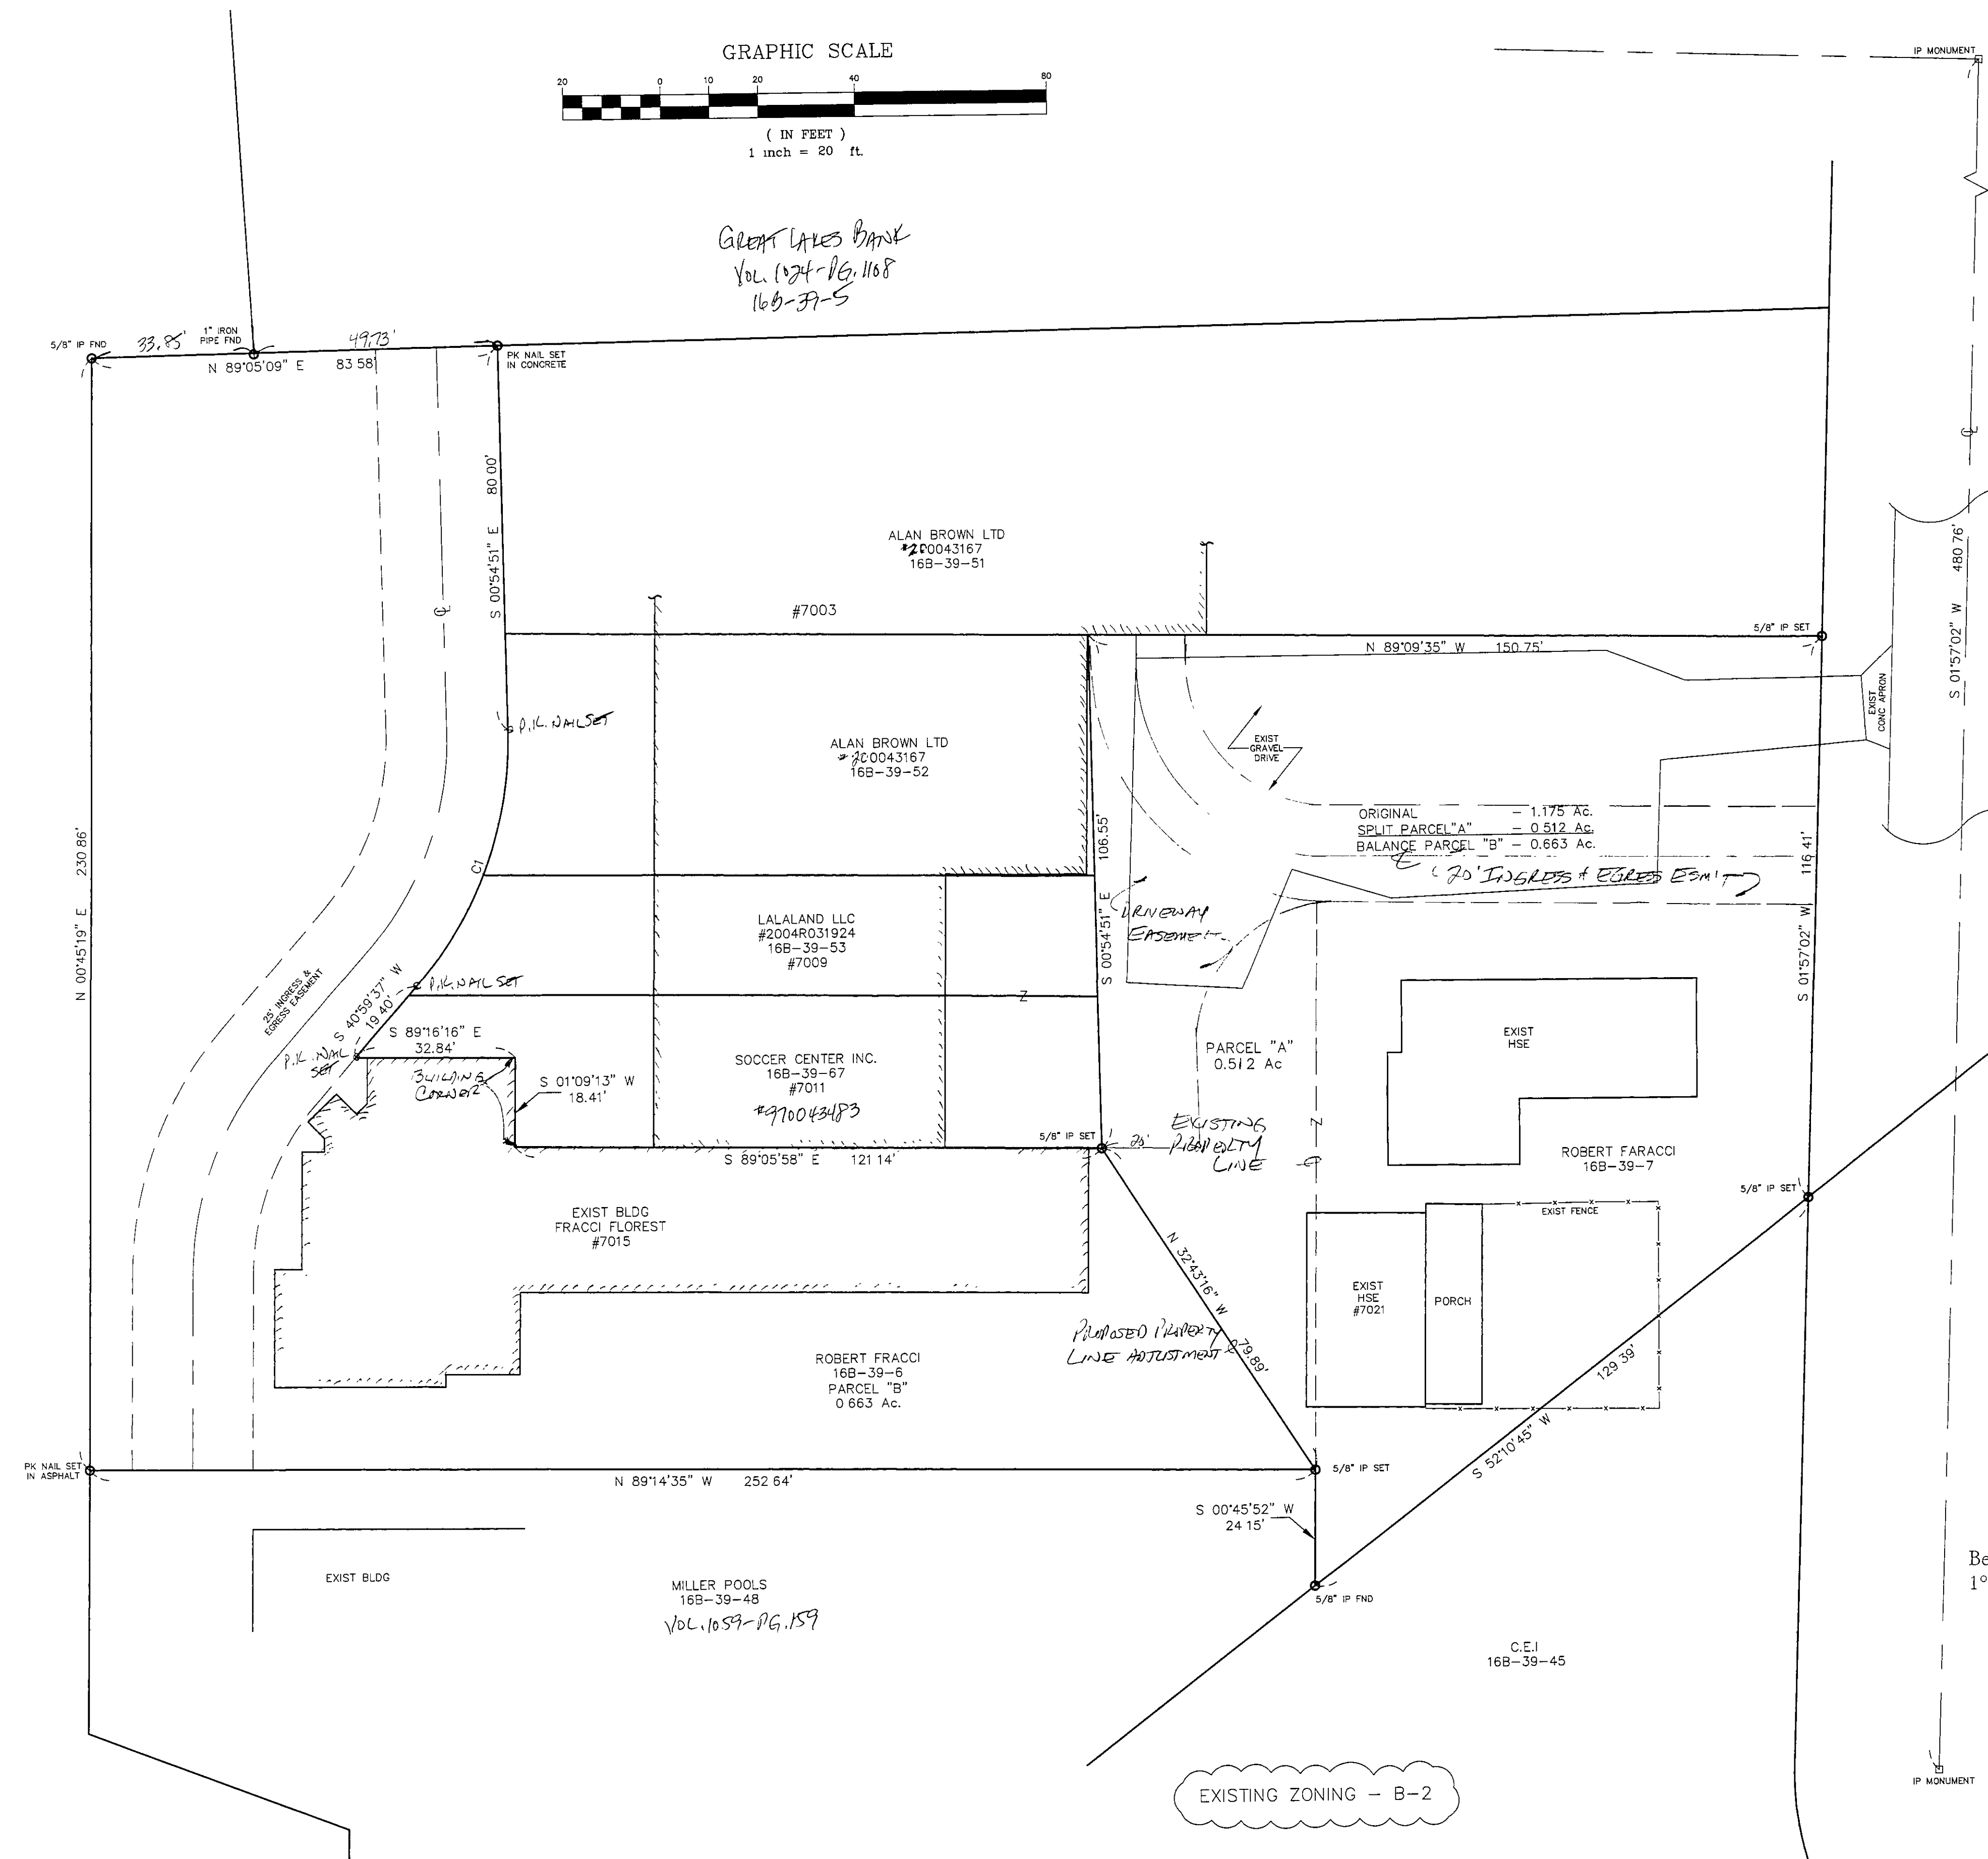 GRAPHIC SCALE
20 0 10 20 40 80
( IN FEET )
1 inch = 20 ft.
IP MONUMENT
GREAT LAKES BANK
VOL. 1024-PG. 1108
16B-39-5
5/8" IP FND
33.85'
1" IRON
PIPE FND
49.73'
N 89°05'09" E 83 58'
PK NAIL SET
IN CONCRETE
S 00°54'51" E 80 00'
ALAN BROWN LTD
#200043167
16B-39-51
#7003
5/8" IP SET
N 89°09'35" W 150.75'
S 01°57'02" W 480 76'
EXIST
CONC APRON
P.K. NAIL SET
ALAN BROWN LTD
#200043167
16B-39-52
EXIST
GRAVEL
DRIVE
ORIGINAL - 1.175 Ac.
SPLIT PARCEL "A" - 0 512 Ac.
BALANCE PARCEL "B" - 0.663 Ac.
(20' INGRESS & EGRESS ESM'T)
N 00°45'19" E 230 86'
C1
106.55'
S 00°54'51" E
116 41'
S 01°57'02" W
LALALAND LLC
#2004R031924
16B-39-53
#7009
DRIVEWAY
EASEMENT
25' INGRESS &
EGRESS EASEMENT
S 40°59'37" W
19 40'
P.K. NAIL SET
Z
S 89°16'16" E
32.84'
P.K. NAIL
SET
BUILDING
CORNER
S 01°09'13" W
18.41'
SOCCER CENTER INC.
16B-39-67
#7011
#970043483
PARCEL "A"
0.512 Ac
EXIST
HSE
Z
5/8" IP SET
20'
EXISTING
PROPERTY
LINE
S 89°05'58" E 121 14'
ROBERT FARACCI
16B-39-7
5/8" IP SET
EXIST FENCE
EXIST BLDG
FRACCI FLOREST
#7015
N 32°43'16" W
79.89'
EXIST
HSE
#7021
PORCH
PROPOSED PROPERTY
LINE ADJUSTMENT
ROBERT FRACCI
16B-39-6
PARCEL "B"
0 663 Ac.
129 39'
S 52°10'45" W
PK NAIL SET
IN ASPHALT
N 89°14'35" W 252 64'
5/8" IP SET
S 00°45'52" W
24 15'
EXIST BLDG
MILLER POOLS
16B-39-48
VOL. 1059-PG. 159
5/8" IP FND
Be
1°
C.E.I
16B-39-45
EXISTING ZONING - B-2
IP MONUMENT